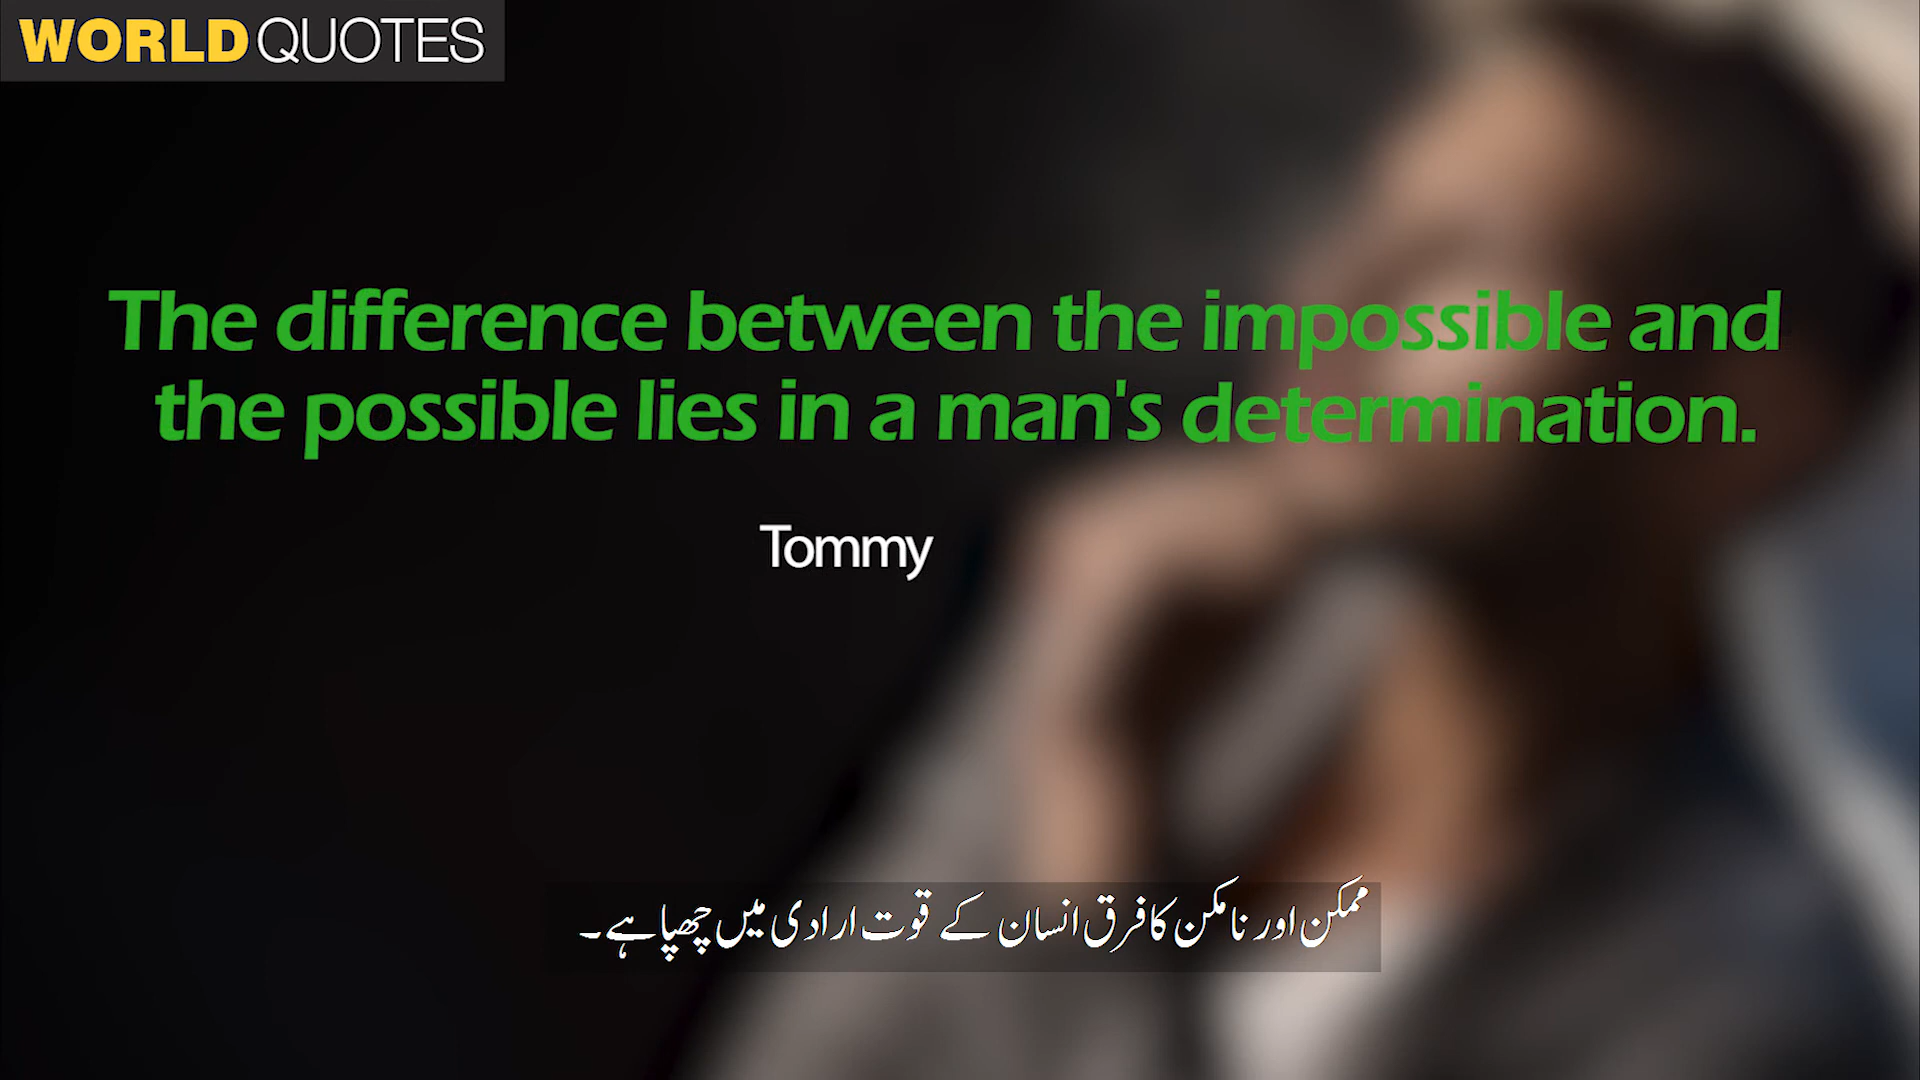 WORLD QUOTES
The difference between the impossible and
the possible lies in a man's determination.
Tommy
ممکن اور ناممکن کا فرق انسان کے قوت ارادی میں چھپا ہے۔